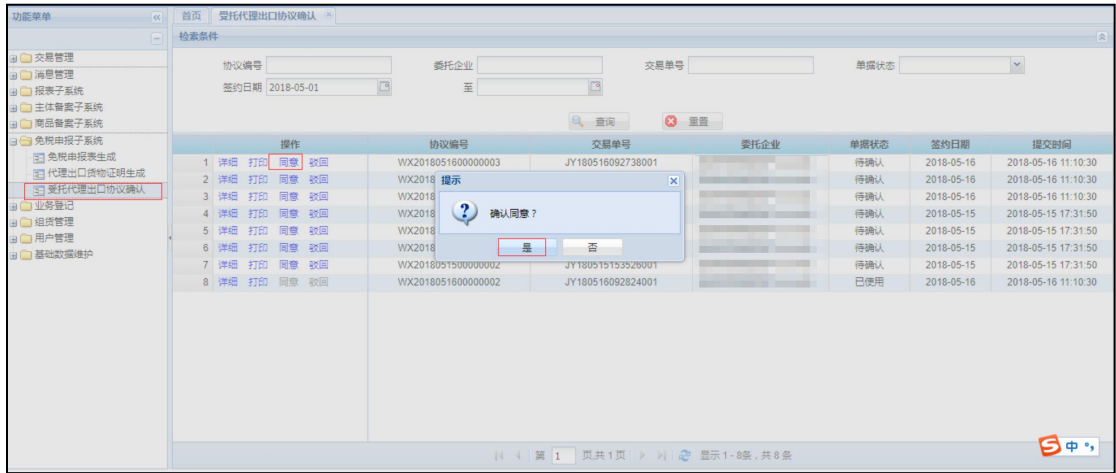 功能菜单
首页 受托代理出口协议确认
检索条件
交易管理
消息管理
报表子系统
主体备案子系统
商品备案子系统
免税申报子系统
免税申报表生成
代理出口货物证明生成
受托代理出口协议确认
业务登记
组货管理
用户管理
基础数据维护
协议编号 委托企业 交易单号 单据状态
签约日期 2018-05-01 至
查询 重置
操作 协议编号 交易单号 委托企业 单据状态 签约日期 提交时间
1 详细 打印 同意 驳回 WX2018051600000003 JY180516092738001 待确认 2018-05-16 2018-05-16 11:10:30
2 详细 打印 同意 驳回 WX2018 待确认 2018-05-16 2018-05-16 11:10:30
3 详细 打印 同意 驳回 WX2018 待确认 2018-05-16 2018-05-16 11:10:30
4 详细 打印 同意 驳回 WX2018 待确认 2018-05-15 2018-05-15 17:31:50
5 详细 打印 同意 驳回 WX2018 待确认 2018-05-15 2018-05-15 17:31:50
6 详细 打印 同意 驳回 WX2018 待确认 2018-05-15 2018-05-15 17:31:50
7 详细 打印 同意 驳回 WX2018051500000002 JY180515153526001 待确认 2018-05-15 2018-05-15 17:31:50
8 详细 打印 同意 驳回 WX2018051600000002 JY180516092824001 已使用 2018-05-16 2018-05-16 11:10:30
提示
确认同意？
是 否
第 1 页,共 1 页 显示 1 - 8条，共 8 条
中